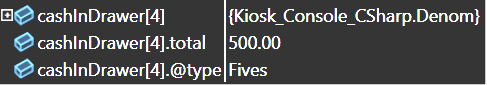 cashInDrawer[4] {Kiosk_Console_CSharp.Denom}
cashInDrawer[4].total 500.00
cashInDrawer[4].@type Fives